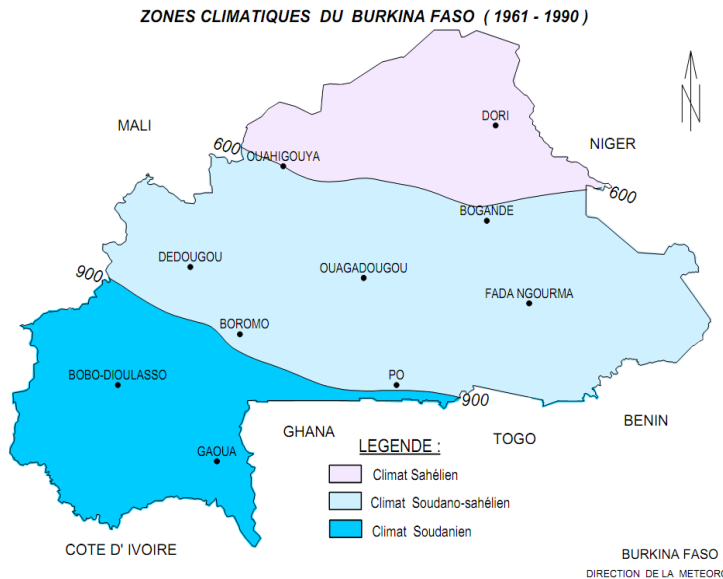 ZONES CLIMATIQUES DU BURKINA FASO ( 1961 - 1990 )
DORI
MALI
NIGER
600
OUAHIGOUYA
600
BOGANDE
DEDOUGOU
OUAGADOUGOU
900
FADA NGOURMA
BOROMO
BOBO-DIOULASSO
PO
900
BENIN
GHANA
TOGO
LEGENDE :
GAOUA
Climat Sahélien
Climat Soudano-sahélien
Climat Soudanien
COTE D' IVOIRE
BURKINA FASO
DIRECTION DE LA METEORO